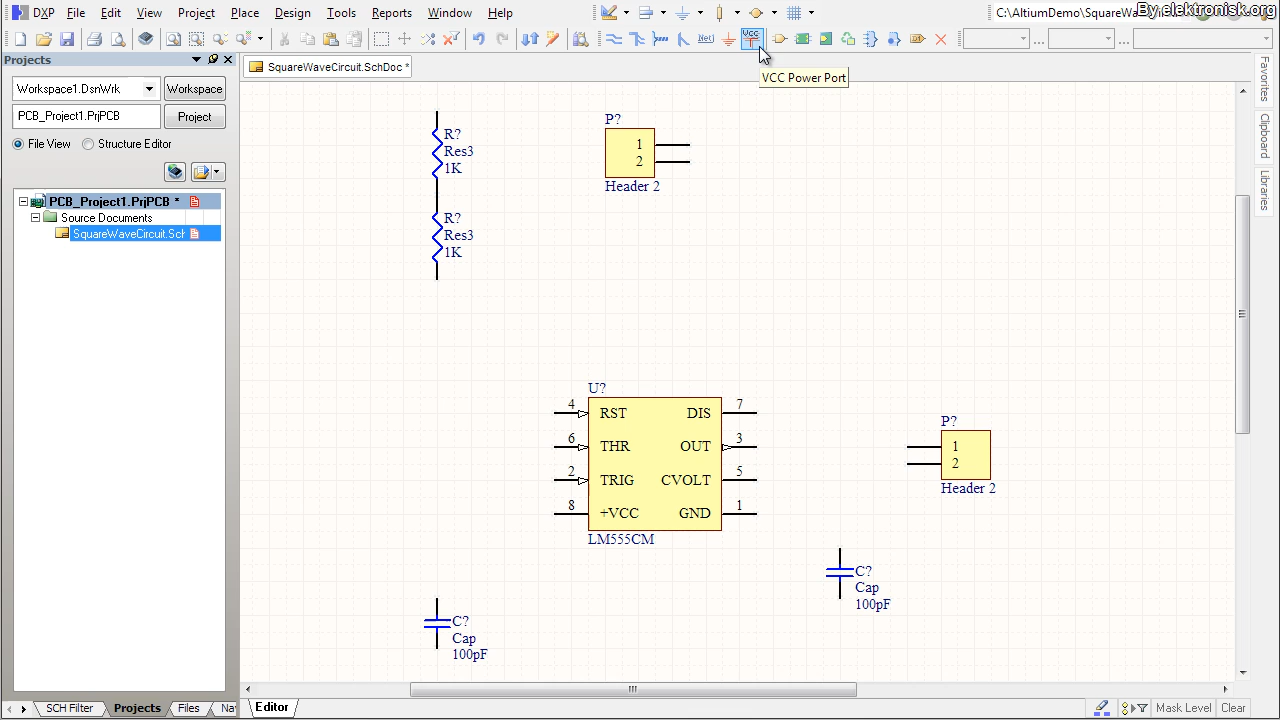 DXP File Edit View Project Place Design Tools Reports Window Help
C:\AltiumDemo\SquareWa
By elektronisk.org
Net
Vcc
VCC Power Port
Projects
Workspace1.DsnWrk Workspace
PCB_Project1.PrjPCB Project
File View Structure Editor
PCB_Project1.PrjPCB *
Source Documents
SquareWaveCircuit.Sch
SquareWaveCircuit.SchDoc *
R?
Res3
1K
R?
Res3
1K
P?
1
2
Header 2
U?
4 RST DIS 7
6 THR OUT 3
2 TRIG CVOLT 5
8 +VCC GND 1
LM555CM
P?
1
2
Header 2
C?
Cap
100pF
C?
Cap
100pF
Favorites
Clipboard
Libraries
SCH Filter Projects Files Na
Editor
Mask Level Clear